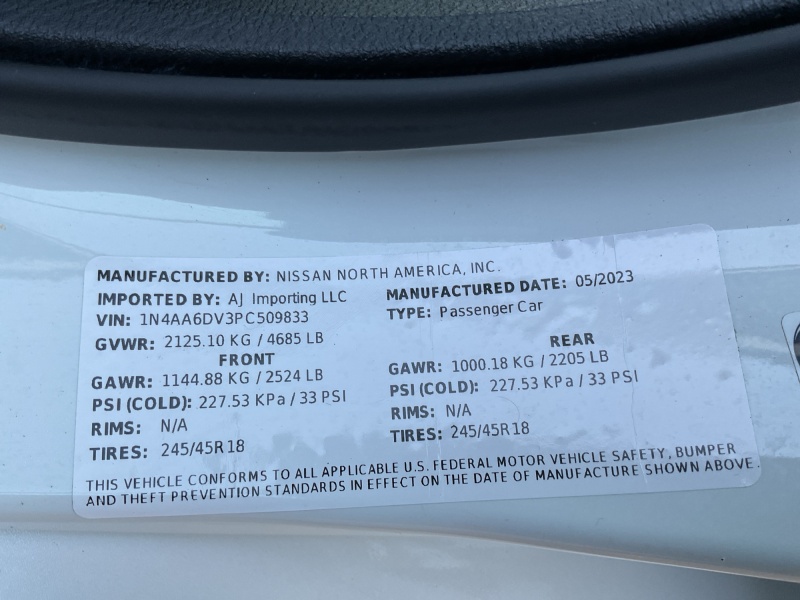 MANUFACTURED BY: NISSAN NORTH AMERICA, INC.
IMPORTED BY: AJ Importing LLC
MANUFACTURED DATE: 05/2023
VIN: 1N4AA6DV3PC509833
TYPE: Passenger Car
GVWR: 2125.10 KG / 4685 LB
FRONT
GAWR: 1144.88 KG / 2524 LB
PSI (COLD): 227.53 KPa / 33 PSI
RIMS: N/A
TIRES: 245/45R18
REAR
GAWR: 1000.18 KG / 2205 LB
PSI (COLD): 227.53 KPa / 33 PSI
RIMS: N/A
TIRES: 245/45R18
THIS VEHICLE CONFORMS TO ALL APPLICABLE U.S. FEDERAL MOTOR VEHICLE SAFETY, BUMPER
AND THEFT PREVENTION STANDARDS IN EFFECT ON THE DATE OF MANUFACTURE SHOWN ABOVE.